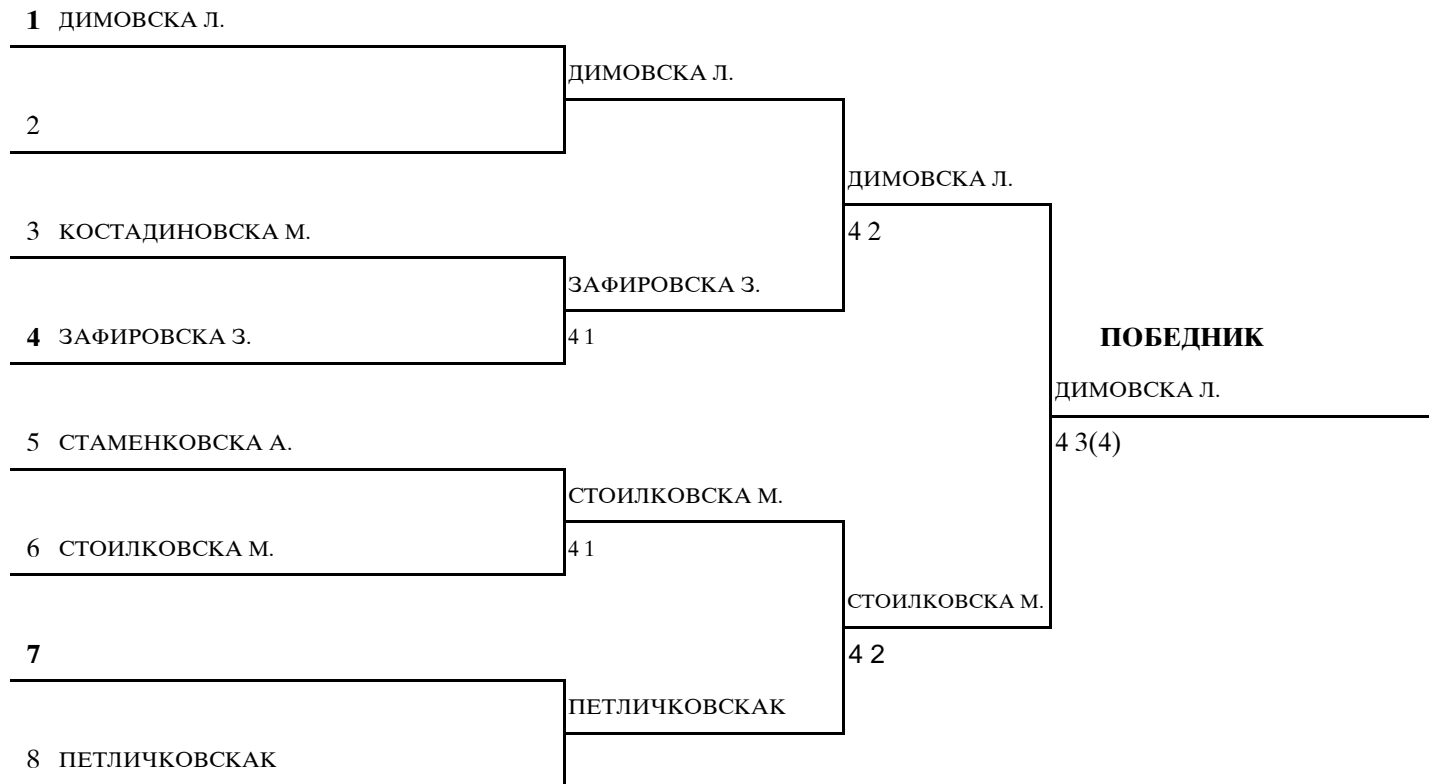 1 ДИМОВСКА Л.
ДИМОВСКА Л.
2
ДИМОВСКА Л.
3 КОСТАДИНОВСКА М.
4 2
ЗАФИРОВСКА З.
4 ЗАФИРОВСКА З.
4 1
ПОБЕДНИК
ДИМОВСКА Л.
5 СТАМЕНКОВСКА А.
4 3(4)
СТОИЛКОВСКА М.
6 СТОИЛКОВСКА М.
4 1
СТОИЛКОВСКА М.
7
4 2
ПЕТЛИЧКОВСКАК
8 ПЕТЛИЧКОВСКАК